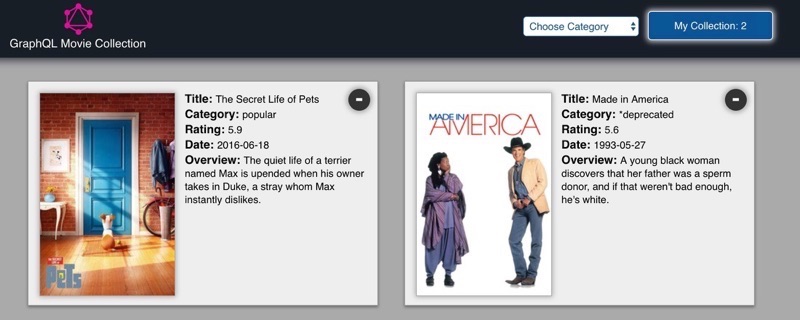 GraphQL Movie Collection
Choose Category
My Collection: 2
Title: The Secret Life of Pets
Category: popular
Rating: 5.9
Date: 2016-06-18
Overview: The quiet life of a terrier
named Max is upended when his owner
takes in Duke, a stray whom Max
instantly dislikes.
PETS
Title: Made in America
Category: *deprecated
Rating: 5.6
Date: 1993-05-27
Overview: A young black woman
discovers that her father was a sperm
donor, and if that weren't bad enough,
he's white.
MADE IN
AMERICA